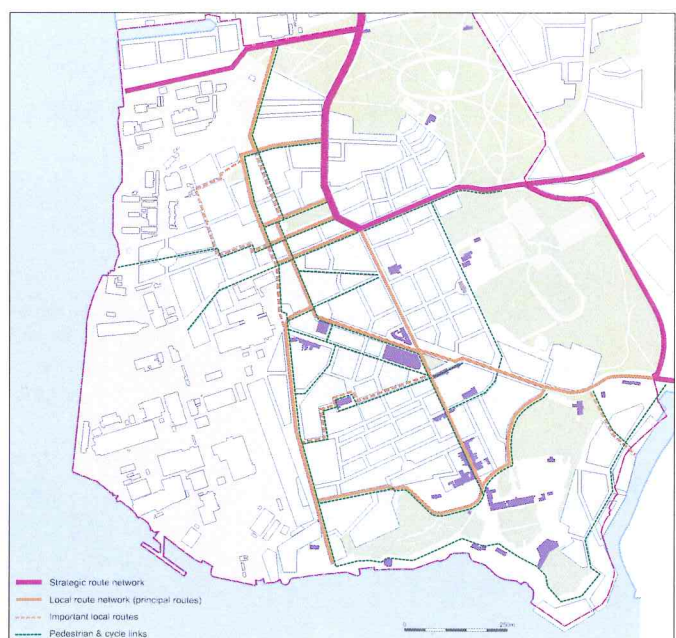 Strategic route network
Local route network (principal routes)
Important local routes
Pedestrian & cycle links
0 250m